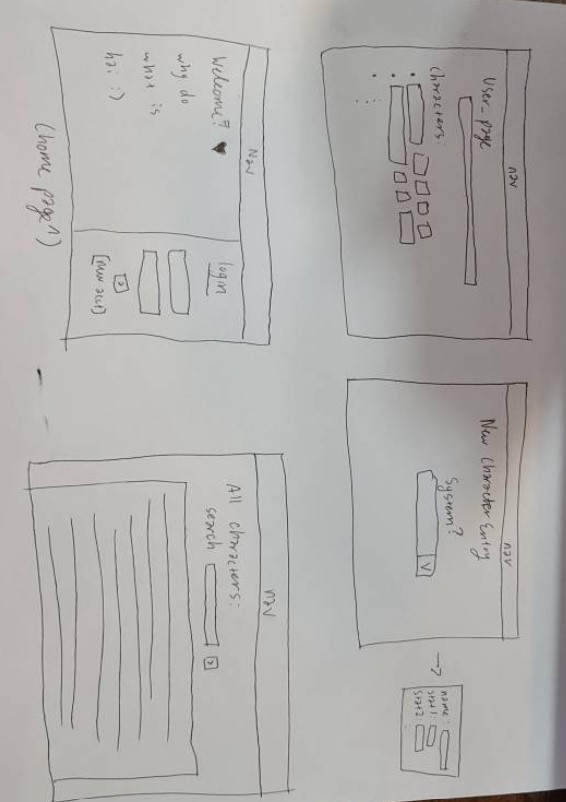 nav
User_page
Characters:
nav
New Character Entry
System?
V
→
name:
stat1:
stat2:
Nav
Welcome! ♥
why do
what is
hai :)
login
>
[new acct]
(home page!)
nav
All characters:
search
>